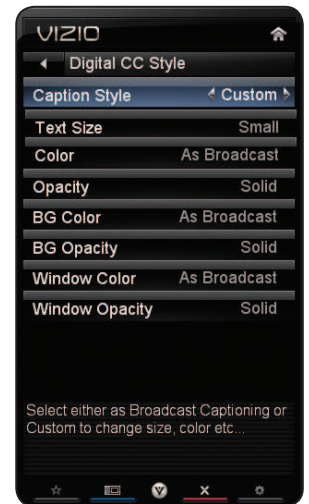 VIZIO
Digital CC Style
Caption Style Custom
Text Size Small
Color As Broadcast
Opacity Solid
BG Color As Broadcast
BG Opacity Solid
Window Color As Broadcast
Window Opacity Solid
Select either as Broadcast Captioning or
Custom to change size, color etc...
V